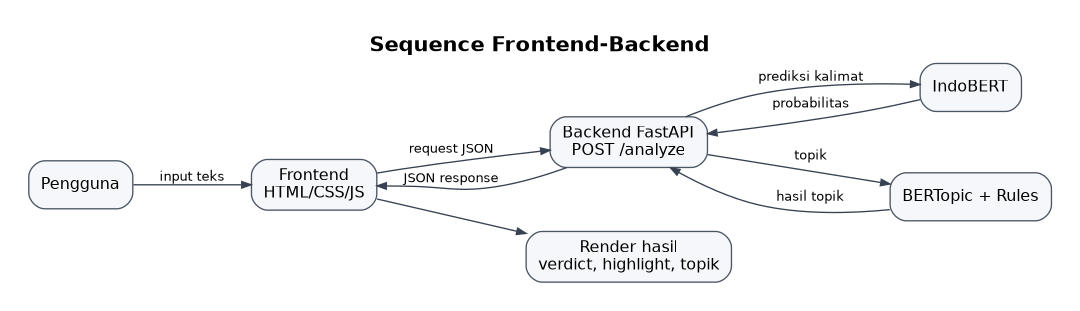 Sequence Frontend-Backend
Pengguna
input teks
Frontend
HTML/CSS/JS
request JSON
JSON response
Backend FastAPI
POST /analyze
prediksi kalimat
probabilitas
IndoBERT
topik
hasil topik
BERTopic + Rules
Render hasil
verdict, highlight, topik